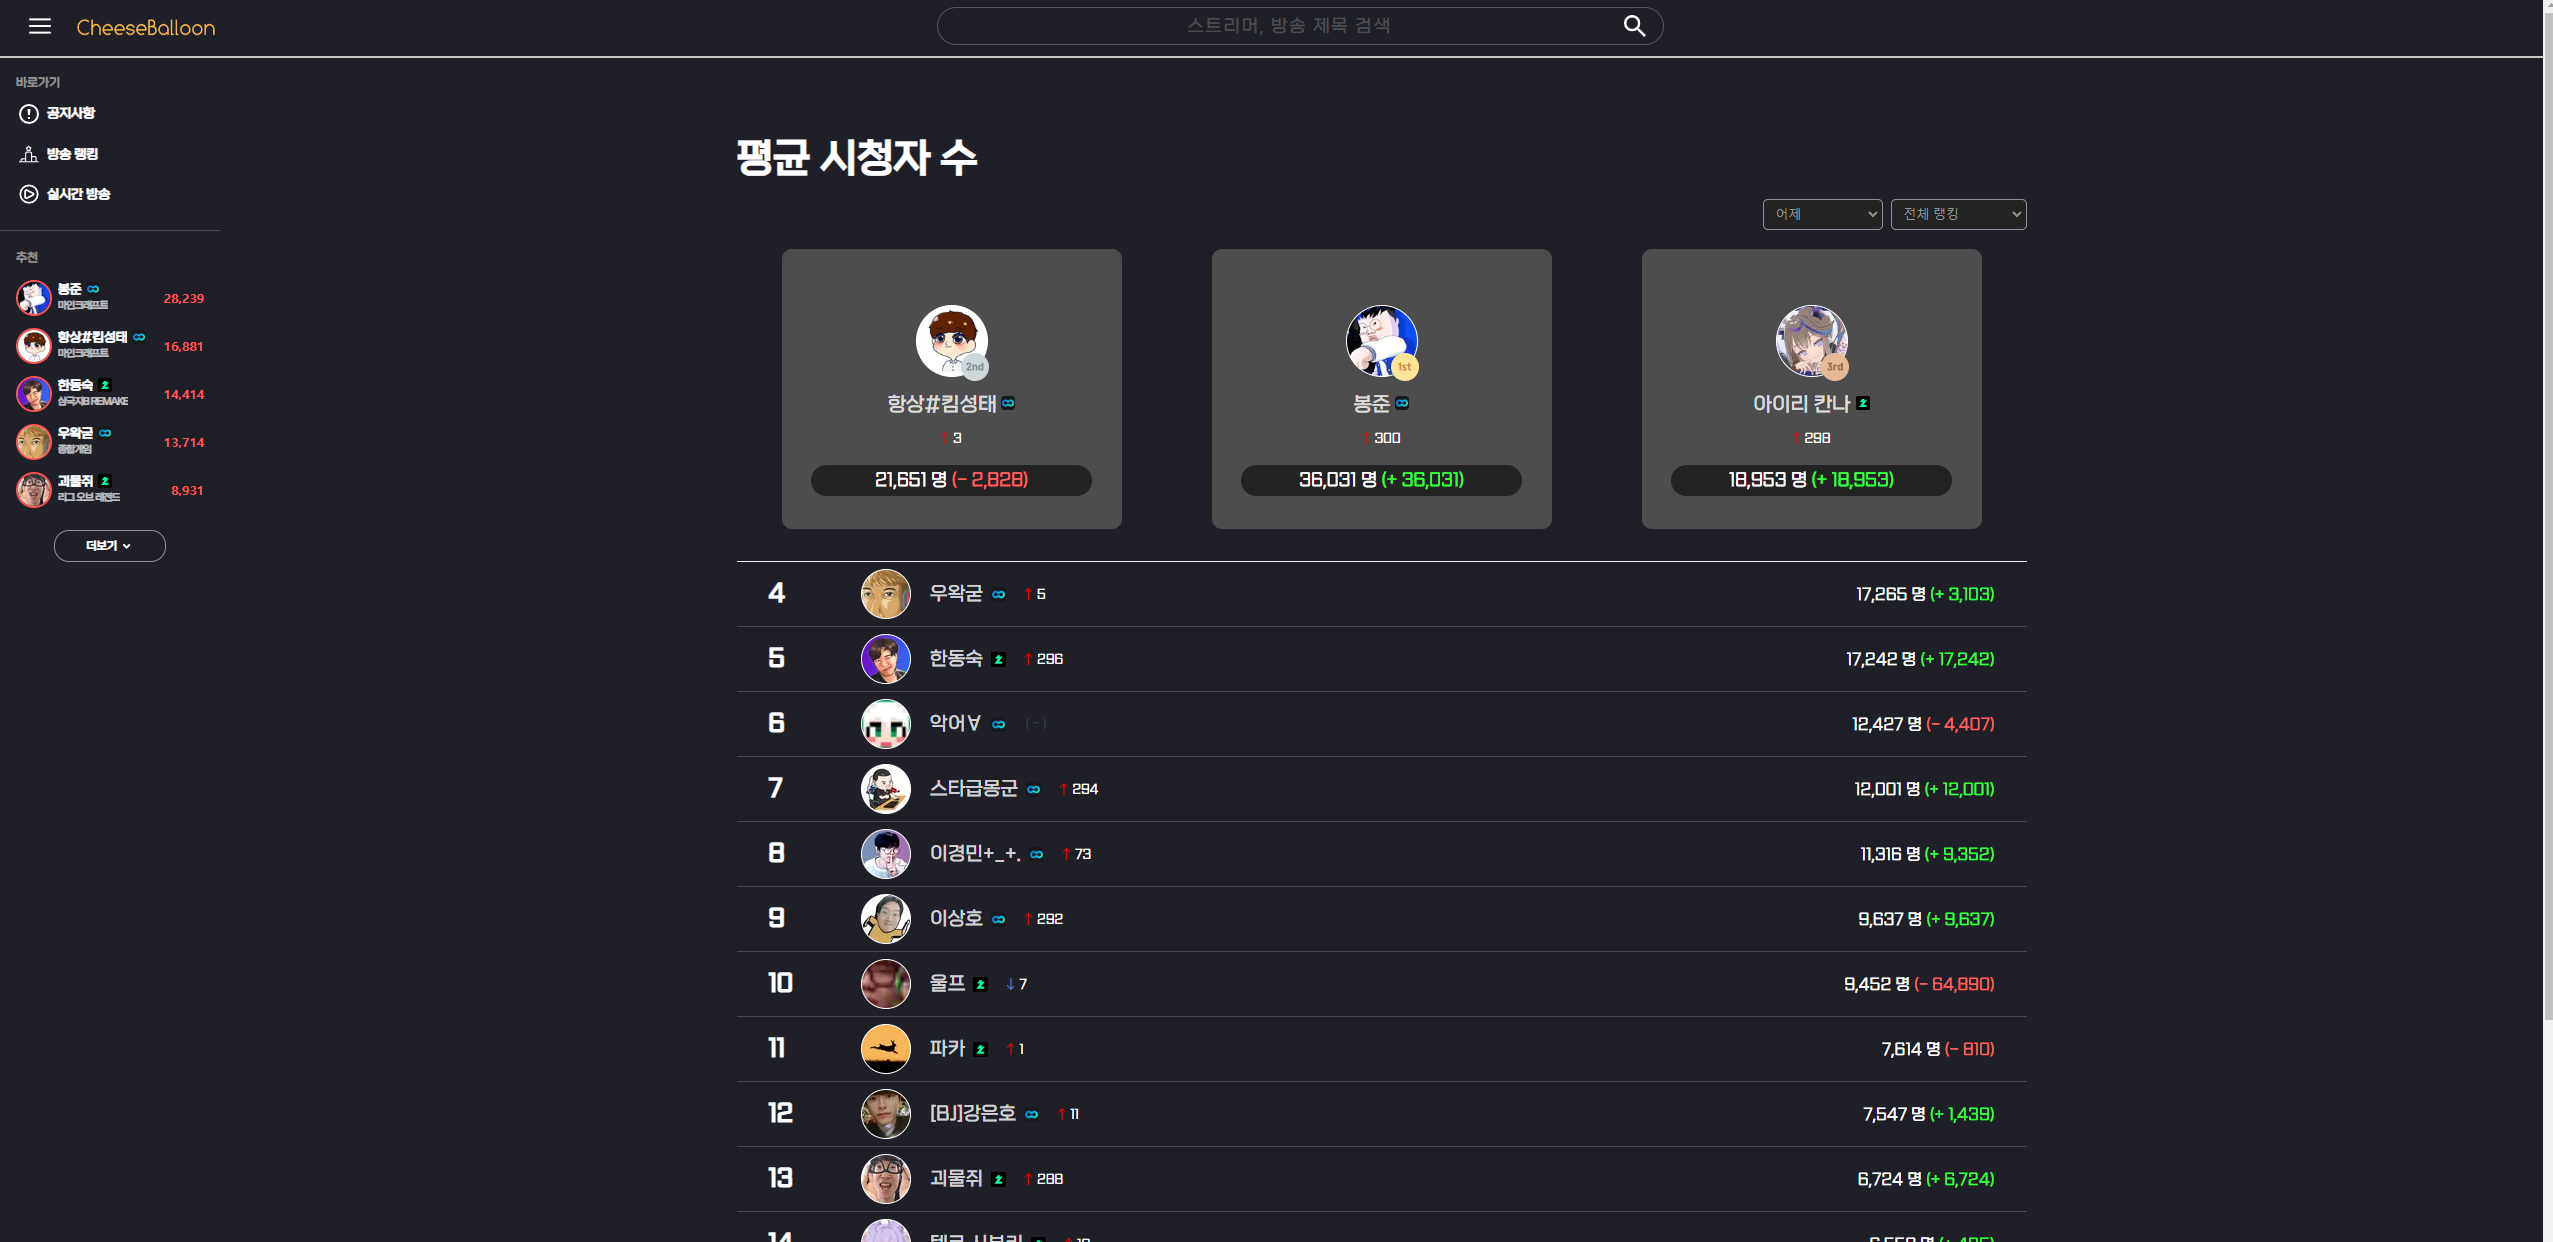 CheeseBalloon
스트리머, 방송 제목 검색
바로가기
공지사항
방송 랭킹
실시간 방송
추천
봉준
마인크래프트
28,239
항상#킴성태
마인크래프트
16,881
한동숙
삼국지8 REMAKE
14,414
우왁굳
종합게임
13,714
괴물쥐
리그 오브 레전드
8,931
더보기
평균 시청자 수
어제
전체 랭킹
2nd
항상#킴성태
↑ 3
21,651 명 (- 2,828)
1st
봉준
↑ 300
36,031 명 (+ 36,031)
3rd
아이리 칸나
↑ 298
18,953 명 (+ 18,953)
4 우왁굳 ↑ 5 17,265 명 (+ 3,103)
5 한동숙 ↑ 296 17,242 명 (+ 17,242)
6 악어∀ (-) 12,427 명 (- 4,407)
7 스타급몽군 ↑ 294 12,001 명 (+ 12,001)
8 이경민+_+. ↑ 73 11,316 명 (+ 9,352)
9 이상호 ↑ 292 9,637 명 (+ 9,637)
10 울프 ↓ 7 9,452 명 (- 64,890)
11 파카 ↑ 1 7,614 명 (- 810)
12 [BJ]강은호 ↑ 11 7,547 명 (+ 1,439)
13 괴물쥐 ↑ 288 6,724 명 (+ 6,724)
14